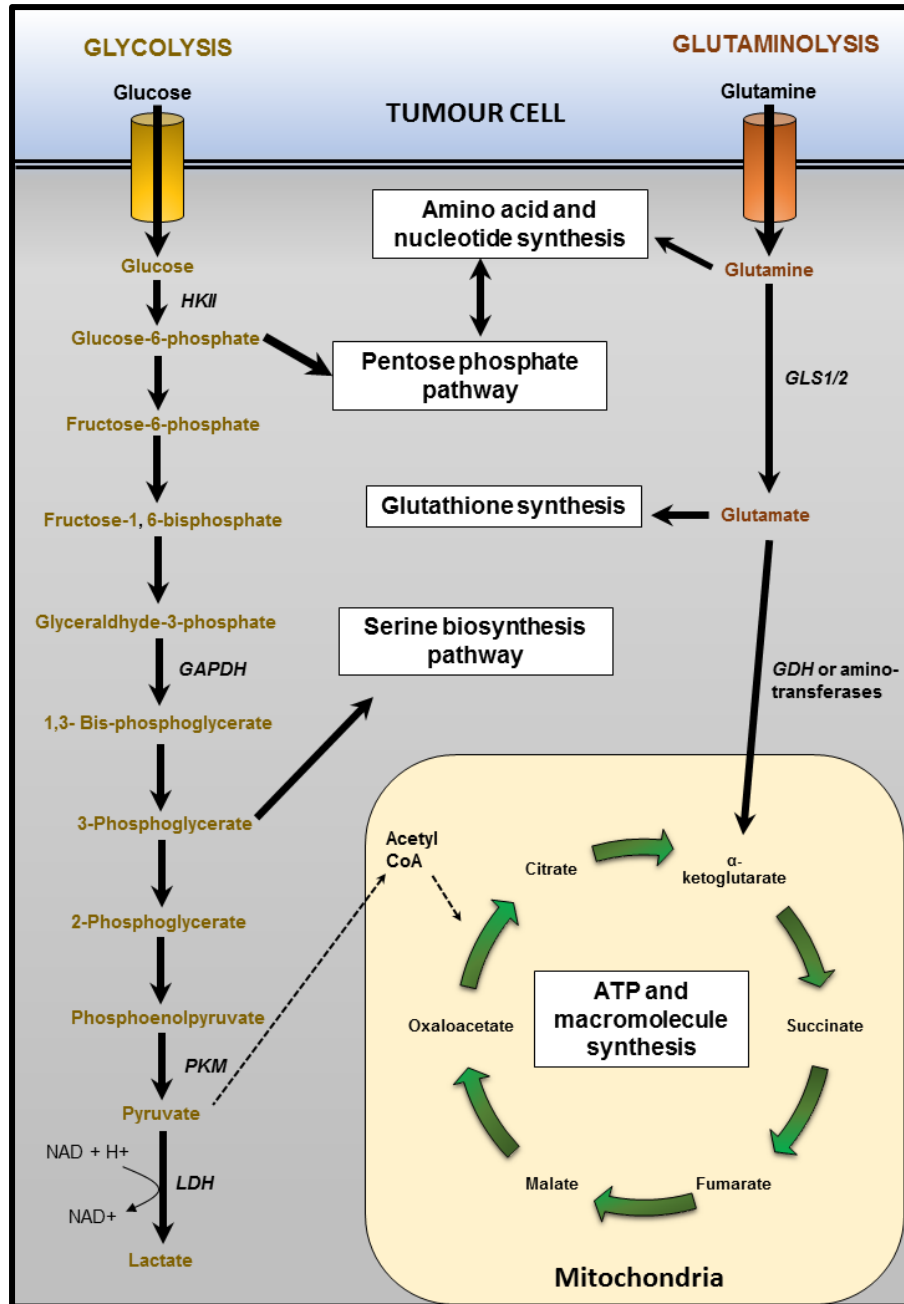 GLYCOLYSIS
GLUTAMINOLYSIS
Glucose
Glutamine
TUMOUR CELL
Amino acid and
nucleotide synthesis
Glucose
Glutamine
HKII
Glucose-6-phosphate
Pentose phosphate
pathway
GLS1/2
Fructose-6-phosphate
Glutathione synthesis
Glutamate
Fructose-1, 6-bisphosphate
Glyceraldhyde-3-phosphate
Serine biosynthesis
pathway
GAPDH
GDH or amino-
transferases
1,3- Bis-phosphoglycerate
3-Phosphoglycerate
Acetyl
CoA
Citrate
α-
ketoglutarate
2-Phosphoglycerate
Phosphoenolpyruvate
Oxaloacetate
ATP and
macromolecule
synthesis
Succinate
PKM
Pyruvate
NAD + H+
LDH
NAD+
Malate
Fumarate
Lactate
Mitochondria